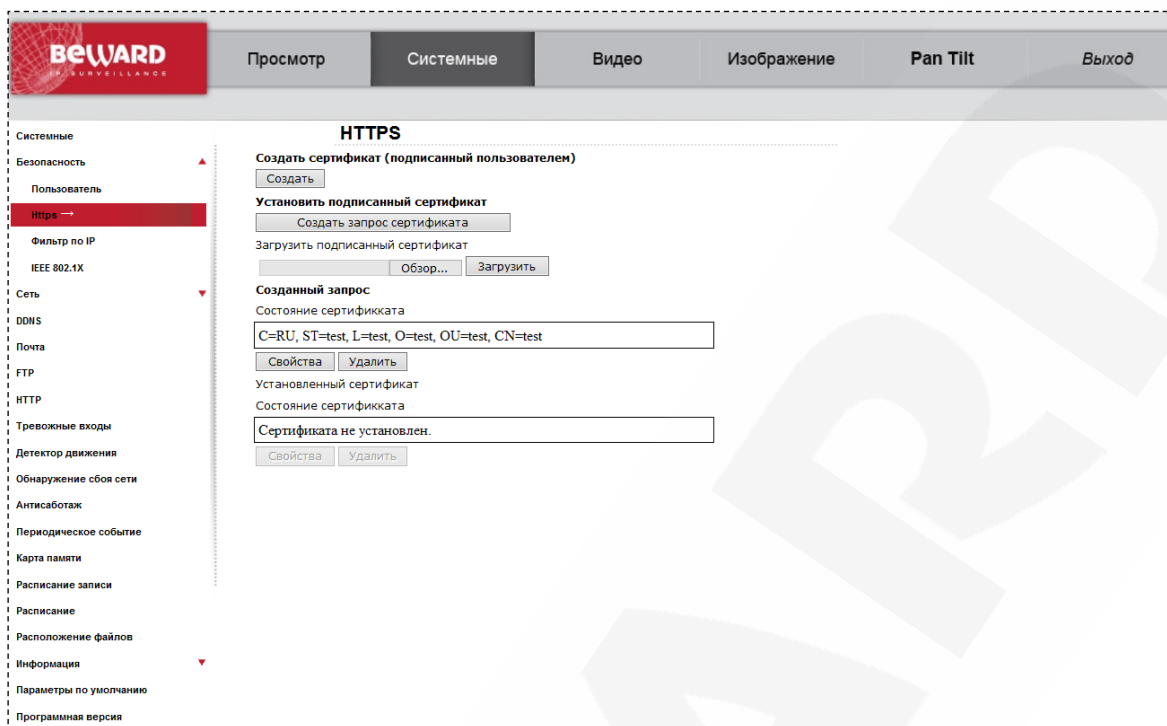 BEWARD
IP SURVEILLANCE
Просмотр
Системные
Видео
Изображение
Pan Tilt
Выход
Системные
Безопасность
Пользователь
Https →
Фильтр по IP
IEEE 802.1X
Сеть
DDNS
Почта
FTP
HTTP
Тревожные входы
Детектор движения
Обнаружение сбоя сети
Антисаботаж
Периодическое событие
Карта памяти
Расписание записи
Расписание
Расположение файлов
Информация
Параметры по умолчанию
Программная версия
HTTPS
Создать сертификат (подписанный пользователем)
Создать
Установить подписанный сертификат
Создать запрос сертификата
Загрузить подписанный сертификат
Обзор... Загрузить
Созданный запрос
Состояние сертификката
C=RU, ST=test, L=test, O=test, OU=test, CN=test
Свойства Удалить
Установленный сертификат
Состояние сертификката
Сертификата не установлен.
Свойства Удалить